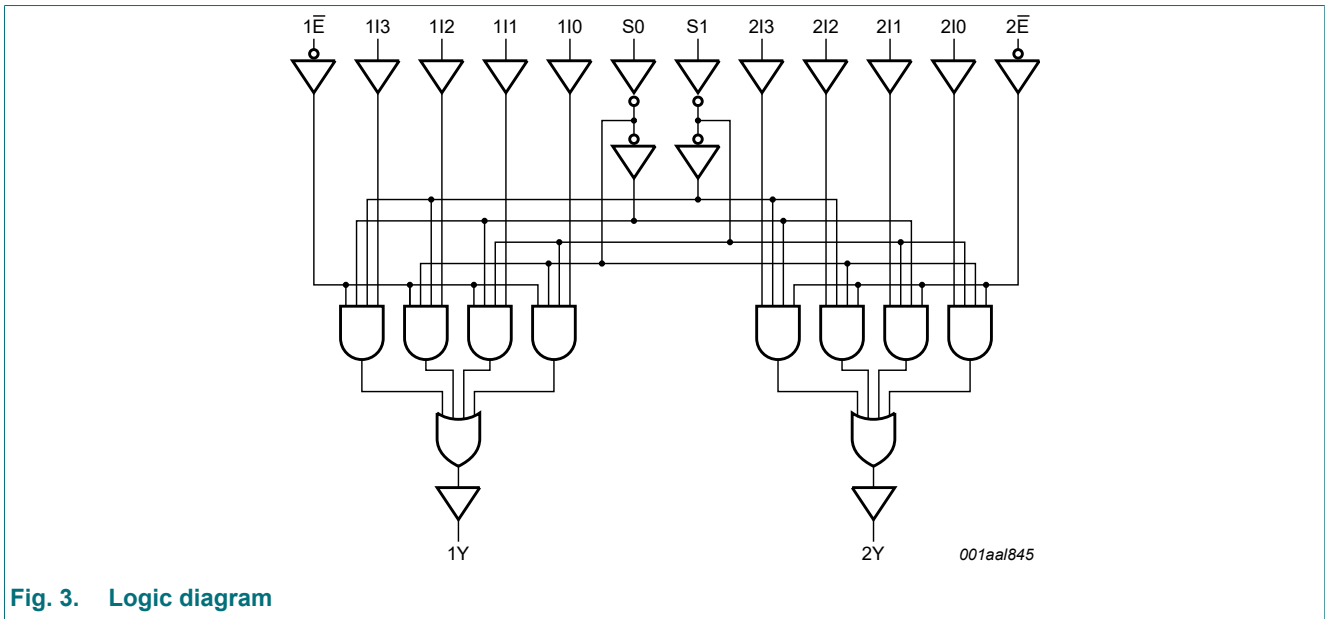 1E̅ 1I3 1I2 1I1 1I0 S0 S1 2I3 2I2 2I1 2I0 2E̅
1Y 2Y 001aal845
Fig. 3. Logic diagram